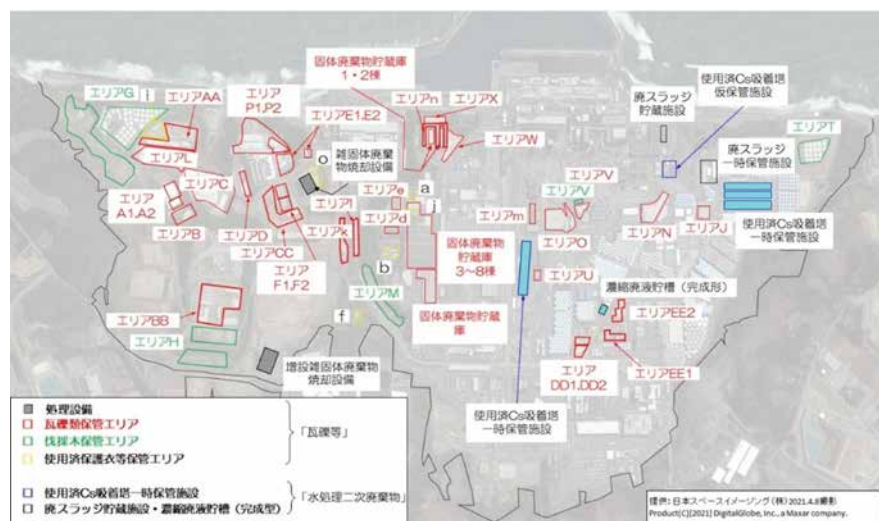 固体廃棄物貯蔵庫
1・2棟
使用済Cs吸着塔
仮保管施設
エリアG
i
エリアAA
エリア
P1,P2
エリアE1,E2
エリアn
エリアX
エリアW
廃スラッジ
貯蔵施設
廃スラッジ
一時保管施設
エリアT
エリアL
エリアC
o
雑固体廃棄
物焼却設備
エリアe
a
j
エリアV
エリアV
エリア
A1,A2
エリアB
エリアD
エリアl
エリアk
エリアd
エリアm
エリアO
エリアN
エリアJ
使用済Cs吸着塔
一時保管施設
エリアCC
エリア
F1,F2
b
固体廃棄物
貯蔵庫
3～8棟
エリアU
濃縮廃液貯槽（完成形）
エリアBB
エリアM
エリアH
f
固体廃棄物貯蔵
庫
エリアEE2
エリアEE1
増設雑固体廃棄物
焼却設備
エリア
DD1,DD2
使用済Cs吸着塔
一時保管施設
処理設備
瓦礫類保管エリア
伐採木保管エリア
使用済保護衣等保管エリア
「瓦礫等」
使用済Cs吸着塔一時保管施設
廃スラッジ貯蔵施設・濃縮廃液貯槽（完成型）
「水処理二次廃棄物」
提供：日本スペースイメージング（株）2021.4.8撮影
Product(C)[2021] DigitalGlobe, Inc., a Maxar company.